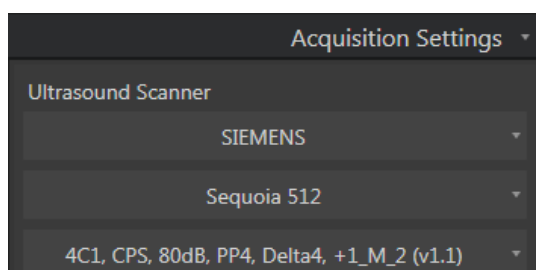 Acquisition Settings
Ultrasound Scanner
SIEMENS
Sequoia 512
4C1, CPS, 80dB, PP4, Delta4, +1_M_2 (v1.1)